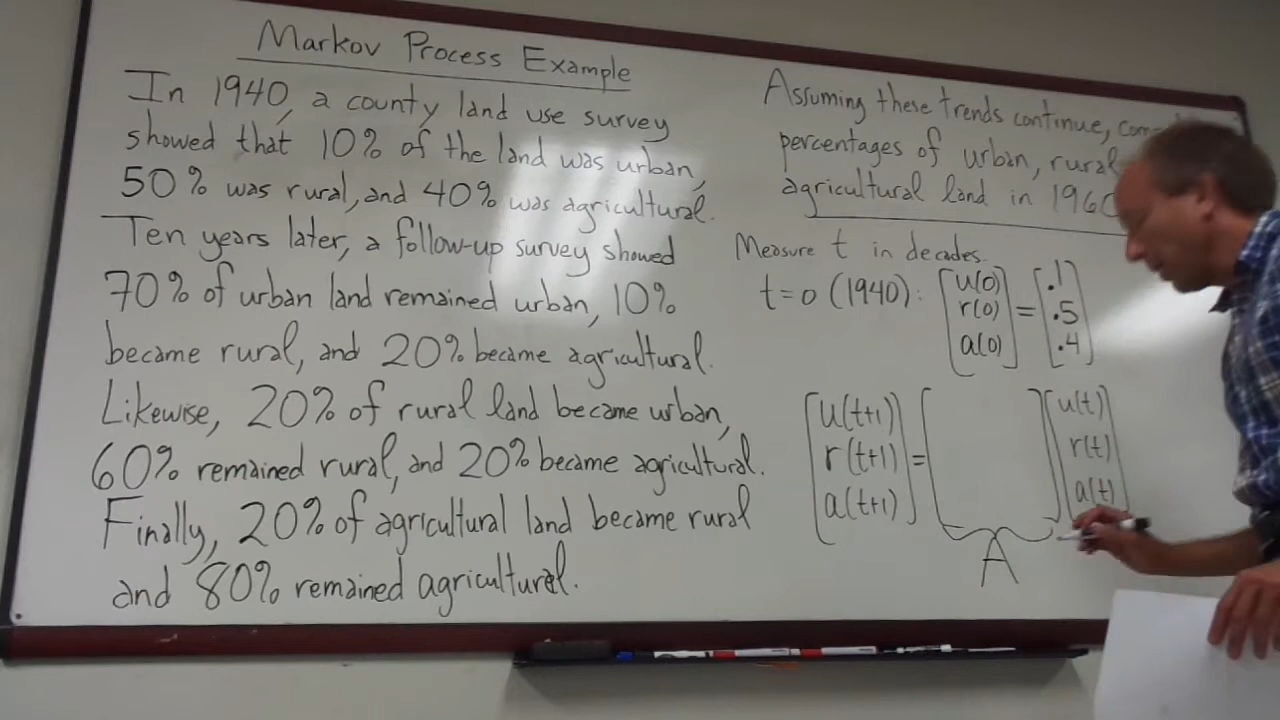 Markov Process Example
In 1940, a county land use survey
showed that 10% of the land was urban,
50% was rural, and 40% was agricultural.
Ten years later, a follow-up survey showed
70% of urban land remained urban, 10%
became rural, and 20% became agricultural.
Likewise, 20% of rural land became urban,
60% remained rural, and 20% became agricultural.
Finally, 20% of agricultural land became rural
and 80% remained agricultural.
Assuming these trends continue,
percentages of urban, rural
agricultural land in 1960
Measure t in decades.
t=0 (1940): [u(0) r(0) a(0)] = [.1 .5 .4]
[u(t+1) r(t+1) a(t+1)] = [ ] [u(t) r(t) a(t)]
A